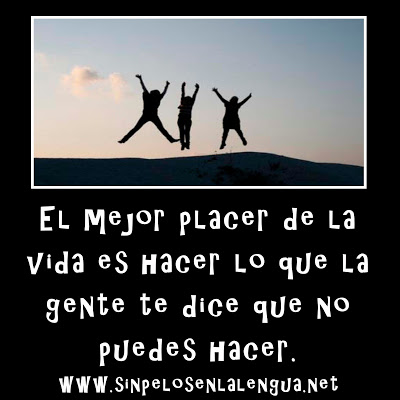 El mejor placer de la
vida es hacer lo que la
gente te dice que no
puedes hacer.
www.sinpelosenlalengua.net